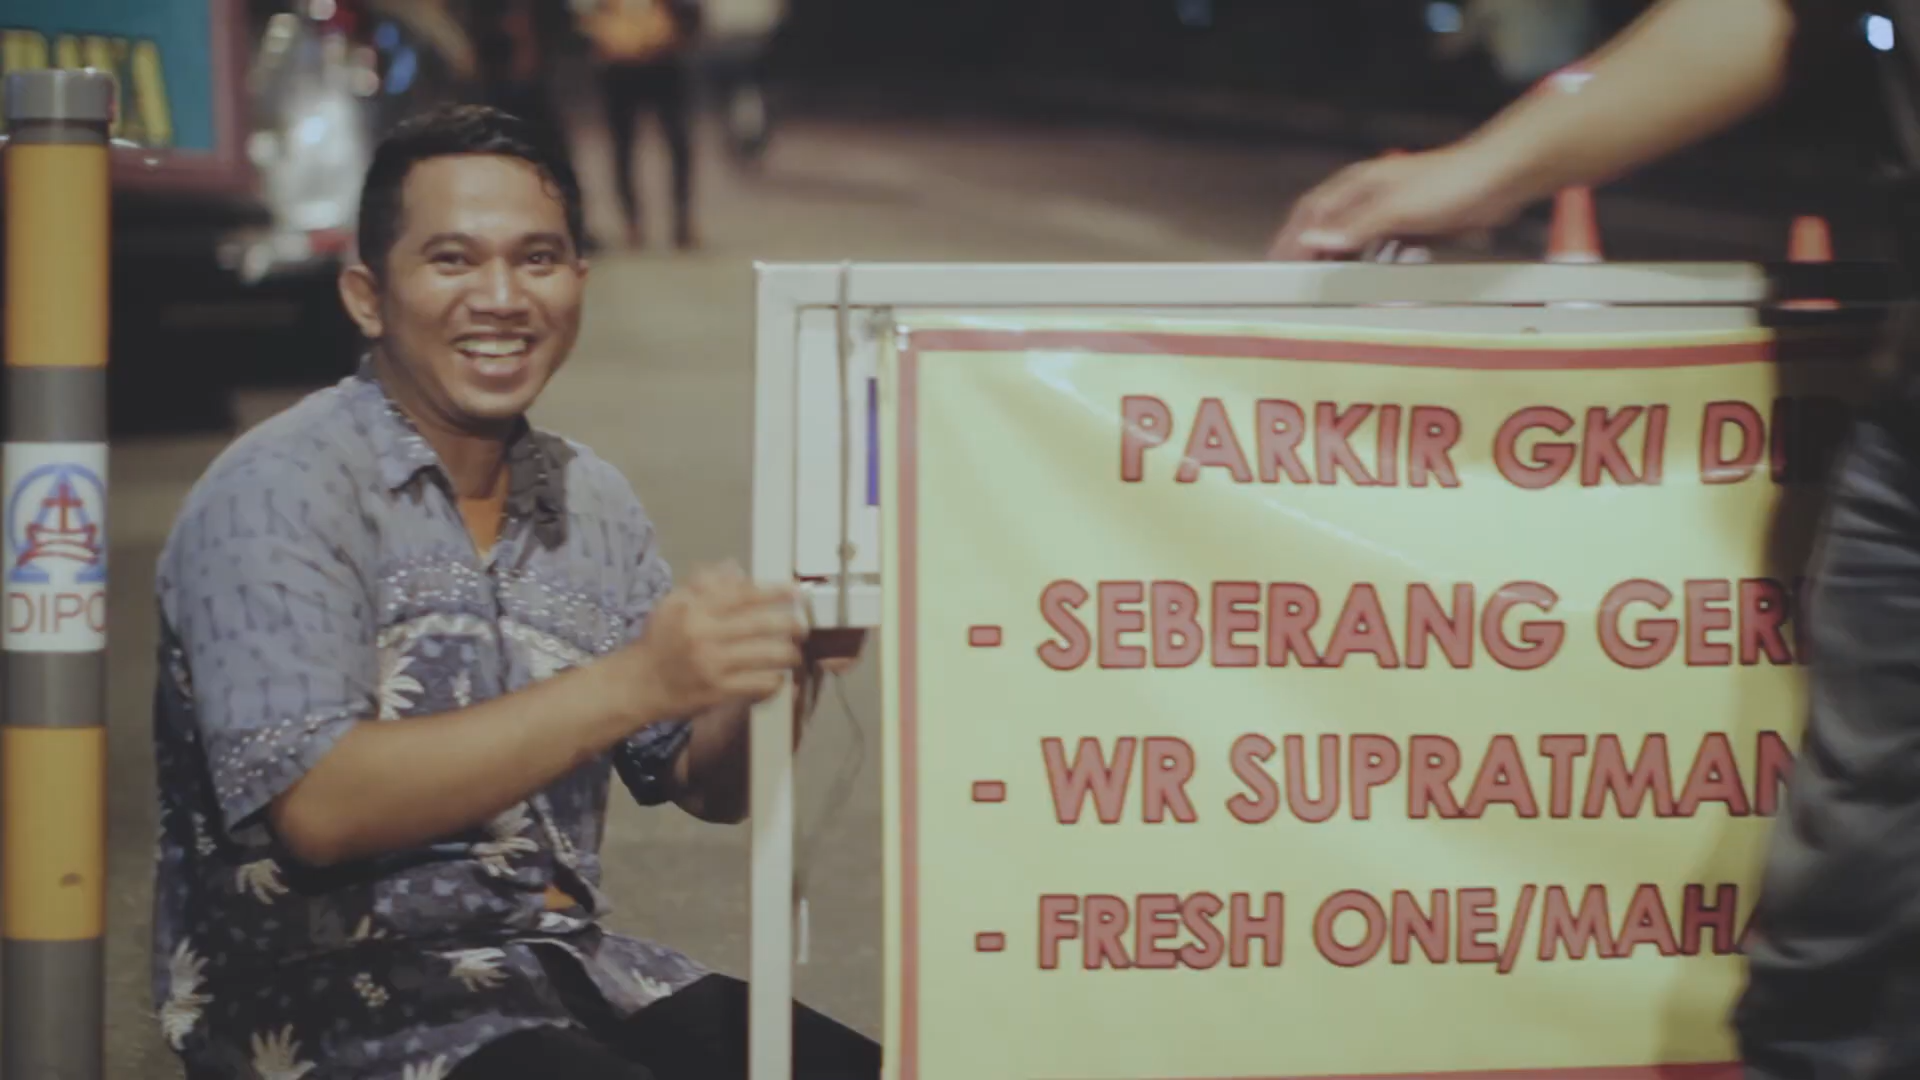 DIPO
PARKIR GKI
- SEBERANG
- WR SUPRATMAN
- FRESH ONE/